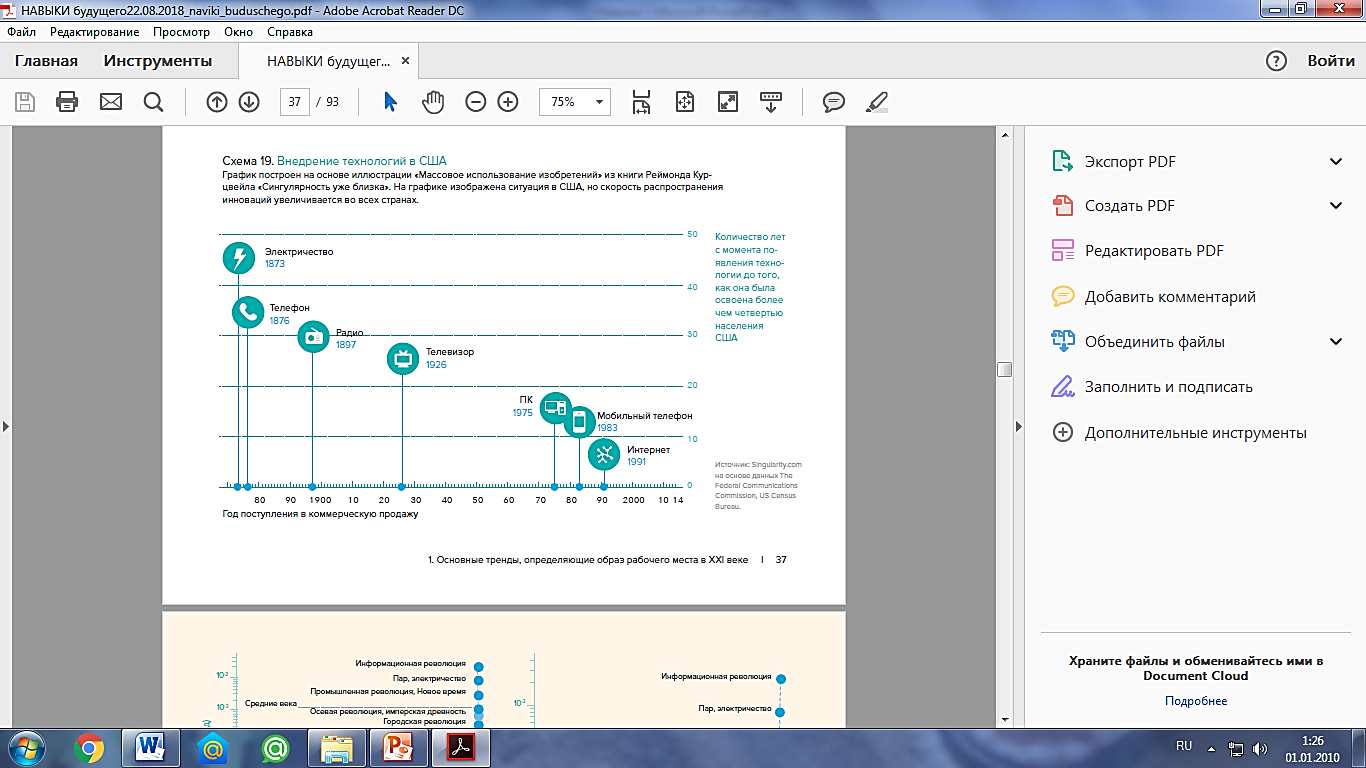 НАВЫКИ будущего22.08.2018_naviki_buduschego.pdf - Adobe Acrobat Reader DC
Файл Редактирование Просмотр Окно Справка
Главная Инструменты НАВЫКИ будущег... × Войти
37 / 93 75%
Схема 19. Внедрение технологий в США
График построен на основе иллюстрации «Массовое использование изобретений» из книги Реймонда Кур-
цвейла «Сингулярность уже близка». На графике изображена ситуация в США, но скорость распространения
инноваций увеличивается во всех странах.
50
40
30
20
10
0
Количество лет
с момента по-
явления техно-
логии до того,
как она была
освоена более
чем четвертью
населения
США
Электричество
1873
Телефон
1876
Радио
1897
Телевизор
1926
ПК
1975
Мобильный телефон
1983
Интернет
1991
Источник: Singularity.com
на основе данных The
Federal Communications
Commission, US Census
Bureau.
80 90 1900 10 20 30 40 50 60 70 80 90 2000 10 14
Год поступления в коммерческую продажу
1. Основные тренды, определяющие образ рабочего места в XXI веке I 37
10⁻²
10⁻³
Информационная революция
Пар, электричество
Промышленная революция, Новое время
Средние века
Осевая революция, имперская древность
Городская революция
10⁻²
Информационная революция
Пар, электричество
Экспорт PDF
Создать PDF
Редактировать PDF
Добавить комментарий
Объединить файлы
Заполнить и подписать
Дополнительные инструменты
Храните файлы и обменивайтесь ими в
Document Cloud
Подробнее
RU
1:26
01.01.2010